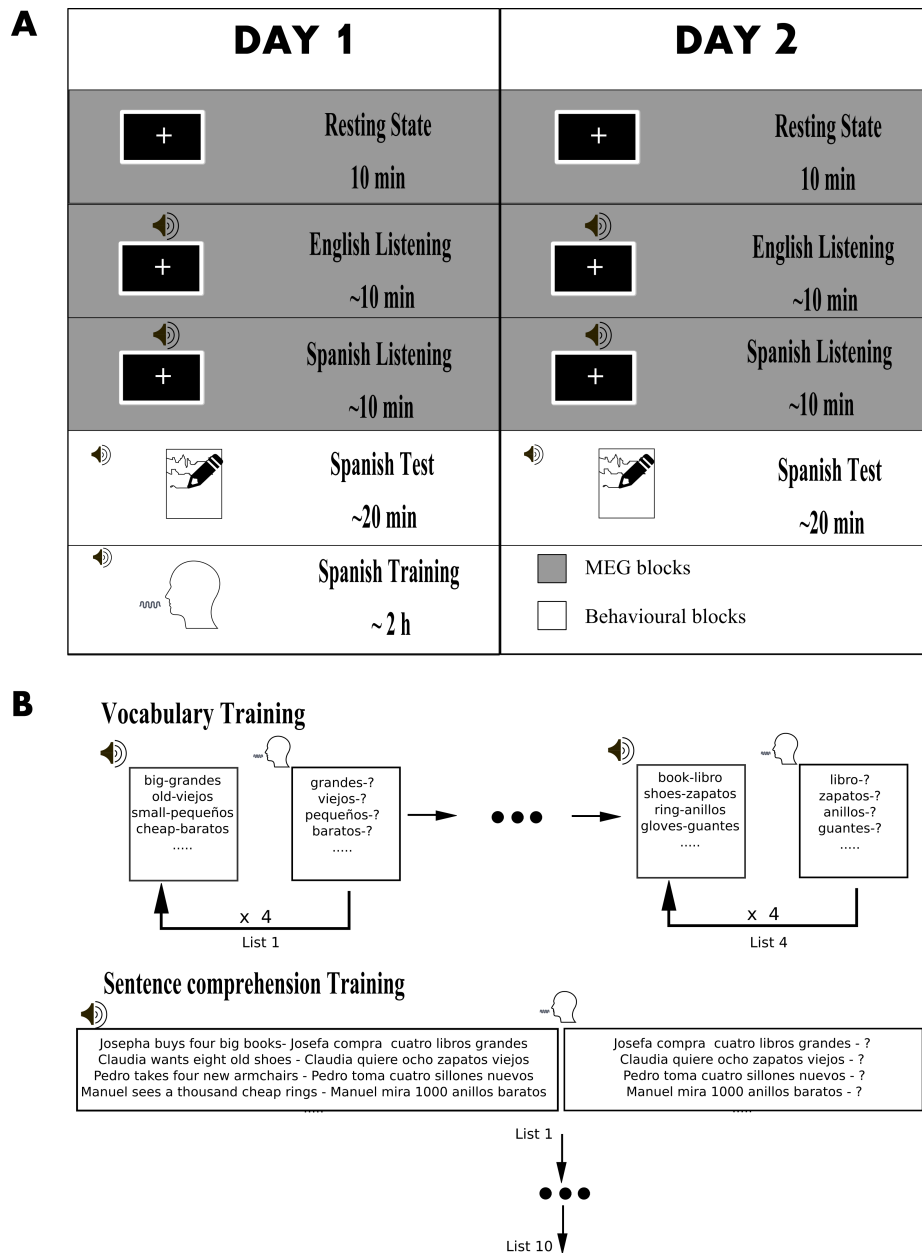 A
DAY 1
DAY 2
Resting State
10 min
Resting State
10 min
English Listening
~10 min
English Listening
~10 min
Spanish Listening
~10 min
Spanish Listening
~10 min
Spanish Test
~20 min
Spanish Test
~20 min
Spanish Training
~ 2 h
MEG blocks
Behavioural blocks
B
Vocabulary Training
big-grandes
old-viejos
small-pequeños
cheap-baratos
.....
grandes-?
viejos-?
pequeños-?
baratos-?
.....
x 4
List 1
book-libro
shoes-zapatos
ring-anillos
gloves-guantes
.....
libro-?
zapatos-?
anillos-?
guantes-?
.....
x 4
List 4
Sentence comprehension Training
Josepha buys four big books- Josefa compra cuatro libros grandes
Claudia wants eight old shoes - Claudia quiere ocho zapatos viejos
Pedro takes four new armchairs - Pedro toma cuatro sillones nuevos
Manuel sees a thousand cheap rings - Manuel mira 1000 anillos baratos
.....
Josefa compra cuatro libros grandes - ?
Claudia quiere ocho zapatos viejos - ?
Pedro toma cuatro sillones nuevos - ?
Manuel mira 1000 anillos baratos - ?
.....
List 1
List 10